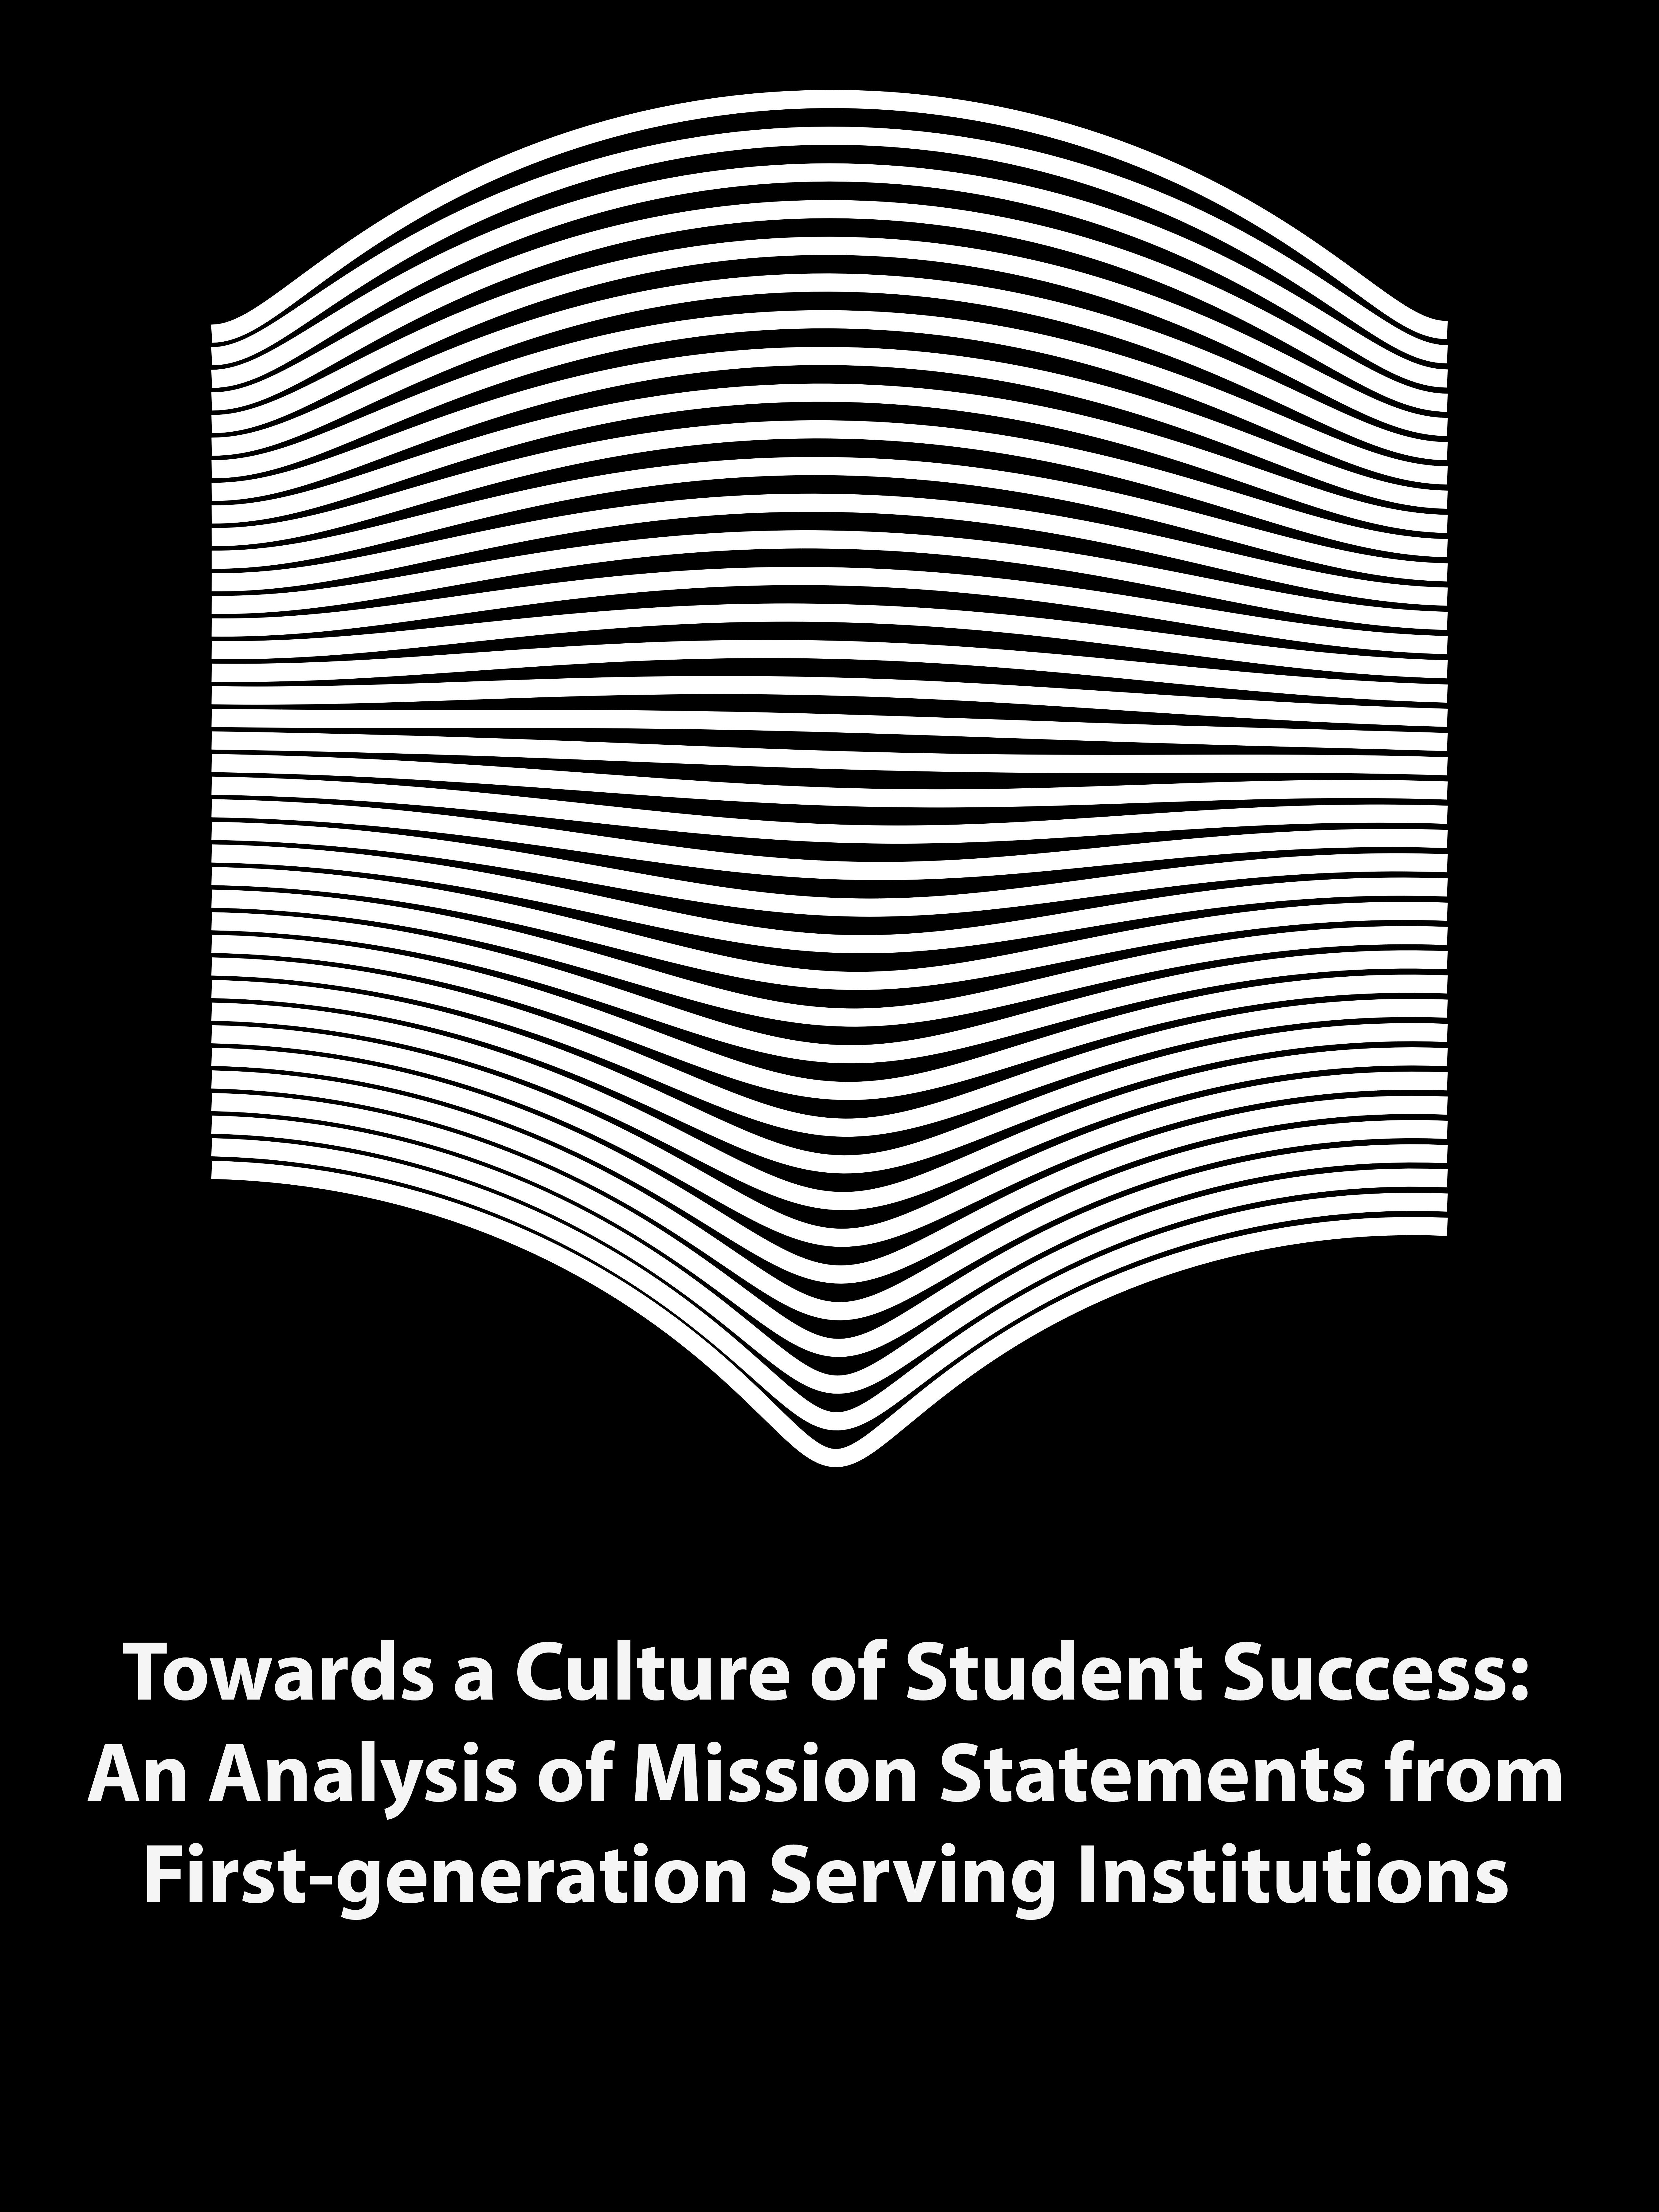 Towards a Culture of Student Success:
An Analysis of Mission Statements from
First-generation Serving Institutions